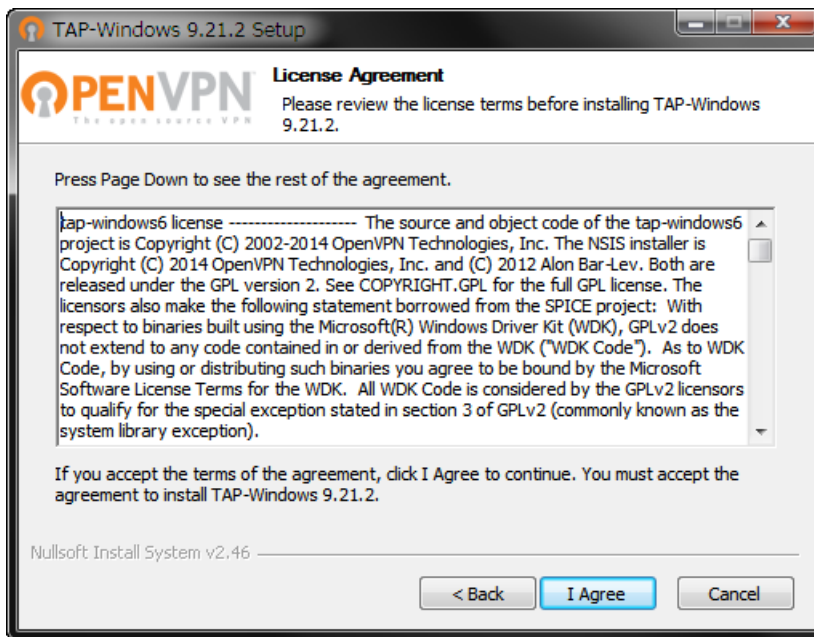 TAP-Windows 9.21.2 Setup
OPENVPN
The open source VPN
License Agreement
Please review the license terms before installing TAP-Windows
9.21.2.
Press Page Down to see the rest of the agreement.
tap-windows6 license -------------------- The source and object code of the tap-windows6
project is Copyright (C) 2002-2014 OpenVPN Technologies, Inc. The NSIS installer is
Copyright (C) 2014 OpenVPN Technologies, Inc. and (C) 2012 Alon Bar-Lev. Both are
released under the GPL version 2. See COPYRIGHT.GPL for the full GPL license. The
licensors also make the following statement borrowed from the SPICE project:  With
respect to binaries built using the Microsoft(R) Windows Driver Kit (WDK), GPLv2 does
not extend to any code contained in or derived from the WDK ("WDK Code").  As to WDK
Code, by using or distributing such binaries you agree to be bound by the Microsoft
Software License Terms for the WDK.  All WDK Code is considered by the GPLv2 licensors
to qualify for the special exception stated in section 3 of GPLv2 (commonly known as the
system library exception).
If you accept the terms of the agreement, click I Agree to continue. You must accept the
agreement to install TAP-Windows 9.21.2.
Nullsoft Install System v2.46
< Back
I Agree
Cancel